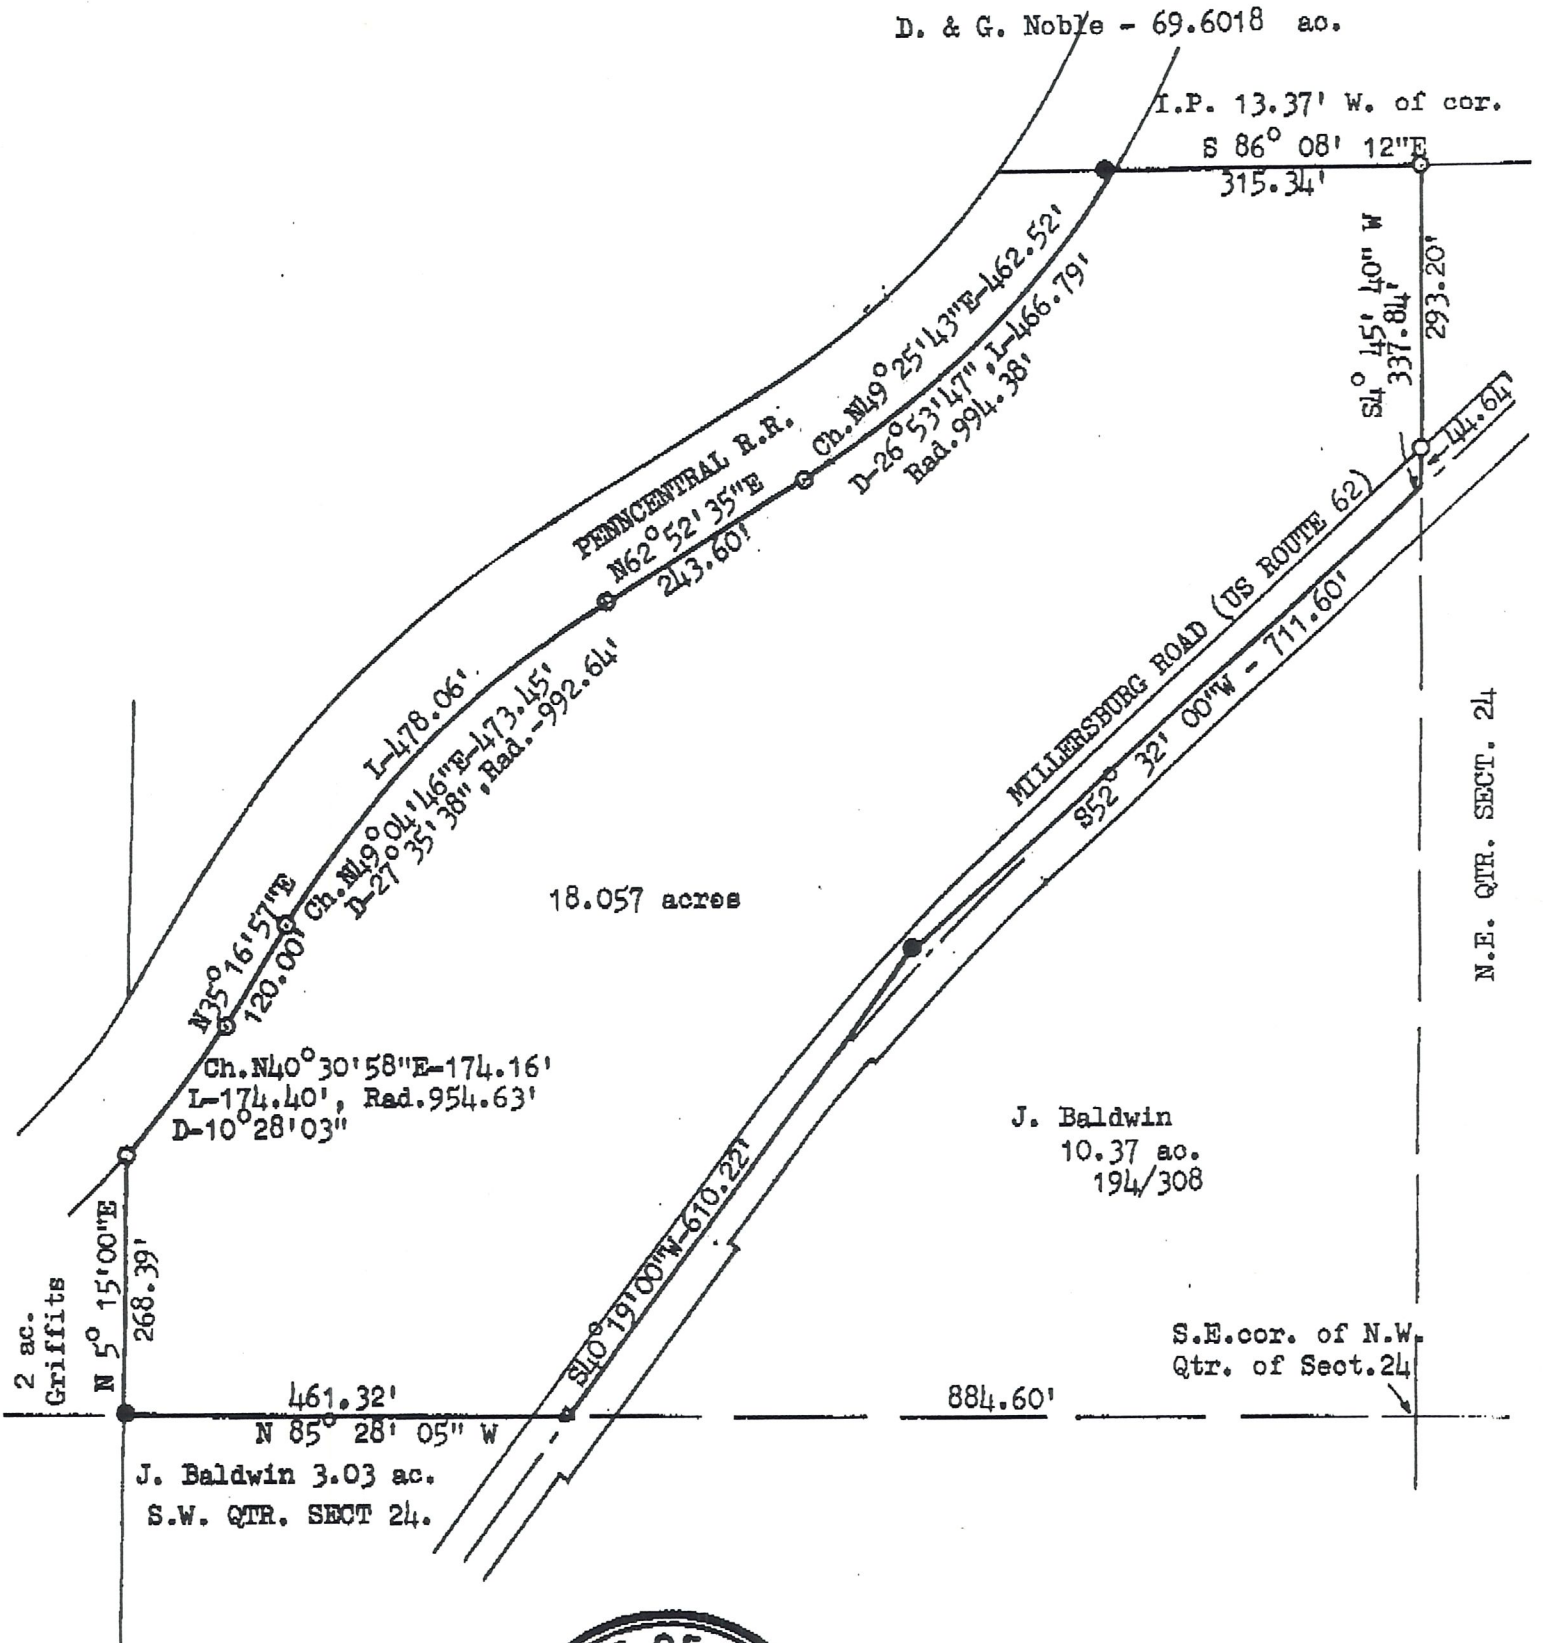 D. & G. Noble - 69.6018 ac.
I.P. 13.37' W. of cor.
S 86° 08' 12"E
315.34'
S4° 45' 40" W
337.84'
293.20'
44.64'
Ch.N49°25'43"E-462.52'
D-26°53'47", L-466.79'
Rad.994.38'
PENNCENTRAL R.R.
N62°52'35"E
243.60'
L-478.06'
Ch.N49°04'46"E-473.45'
D-27°35'38", Rad.-992.64'
N35°16'57"E
120.00'
Ch.N40°30'58"E-174.16'
L-174.40', Rad.954.63'
D-10°28'03"
MILLERSBURG ROAD (US ROUTE 62)
S52° 32' 00"W - 711.60'
N.E. QTR. SECT. 24
18.057 acres
J. Baldwin
10.37 ac.
194/308
S40°19'00"W-610.22'
N 5° 15'00"E
268.39'
2 ac.
Griffits
S.E.cor. of N.W.
Qtr. of Sect.24
461.32'
N 85° 28' 05" W
884.60'
J. Baldwin 3.03 ac.
S.W. QTR. SECT 24.